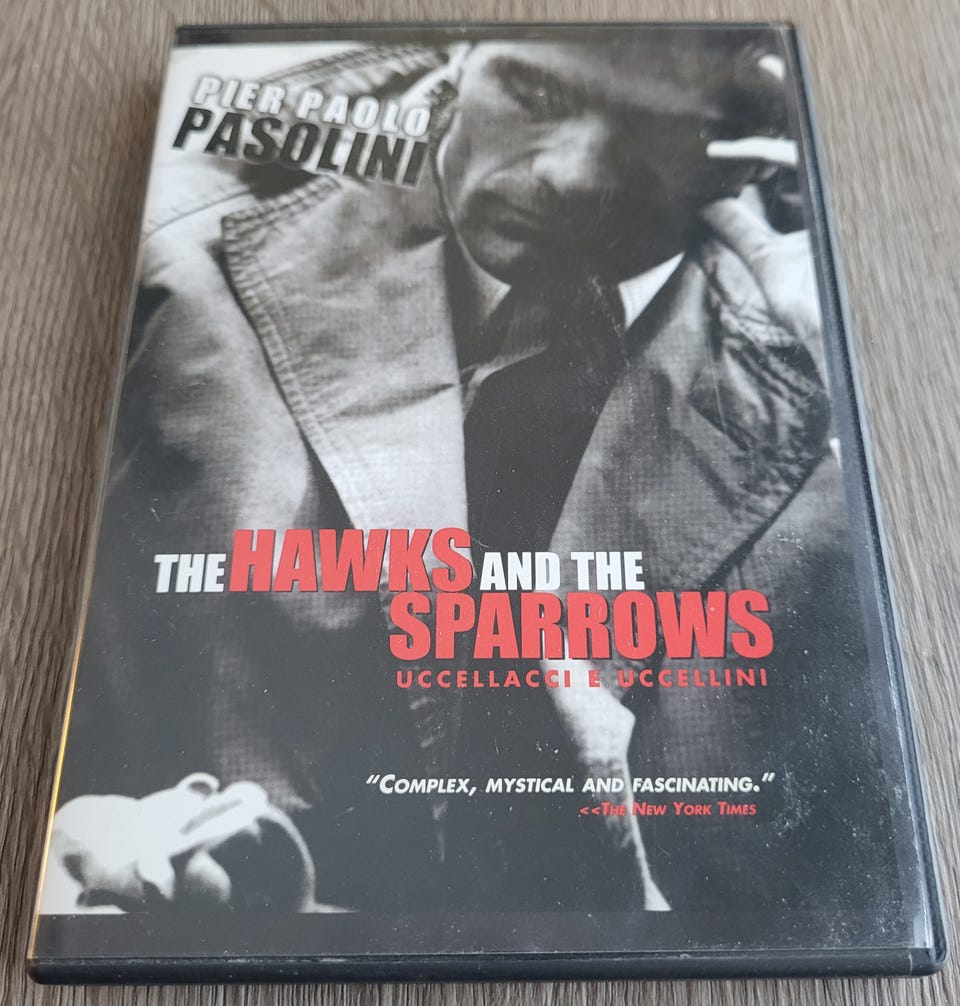 PIER PAOLO
PASOLINI
THE HAWKS AND THE
SPARROWS
UCCELLACCI E UCCELLINI
"COMPLEX, MYSTICAL AND FASCINATING."
<<THE NEW YORK TIMES